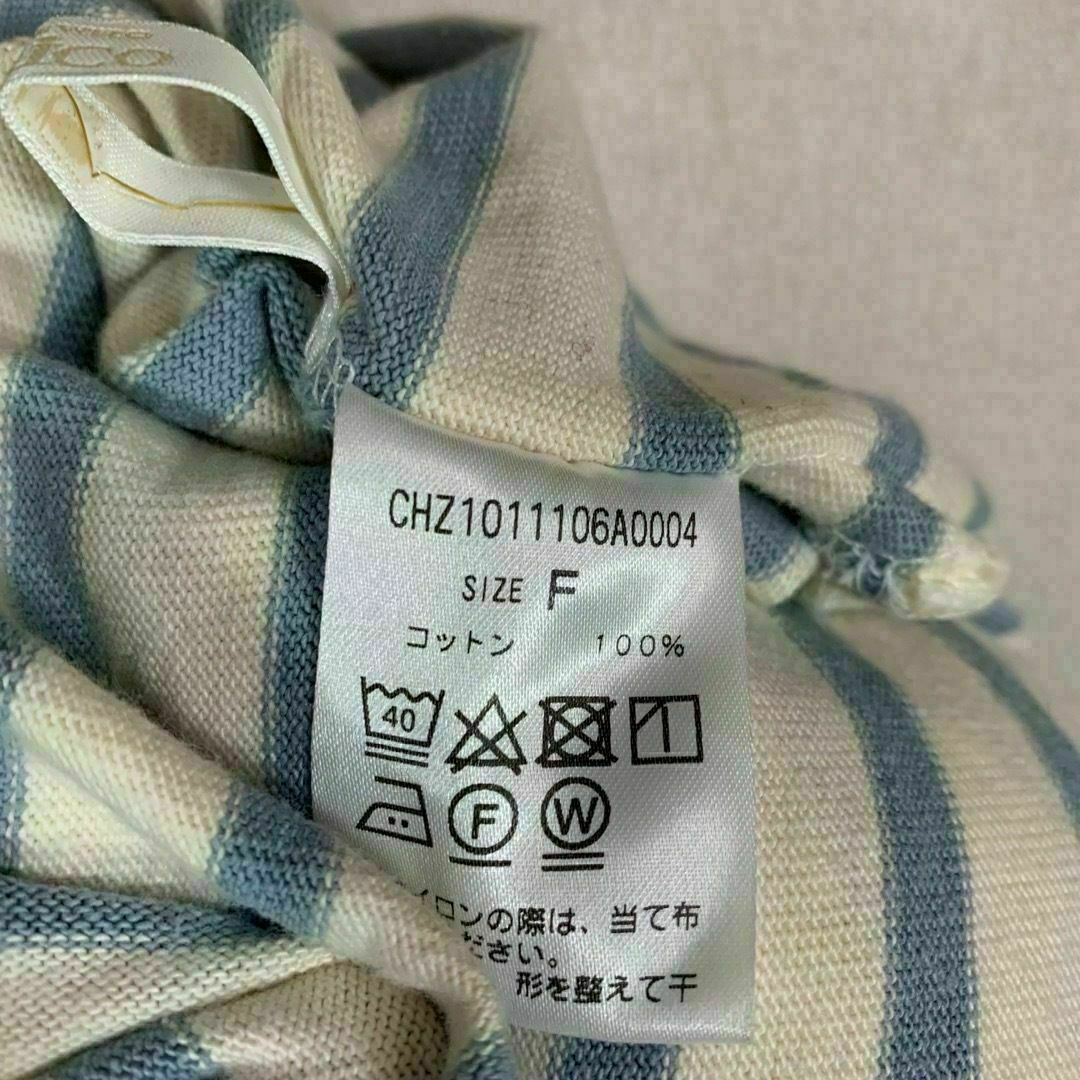 CHZ1011106A0004
SIZE F
コットン 100%
40
F W
イロンの際は、当て布
ださい。
形を整えて干